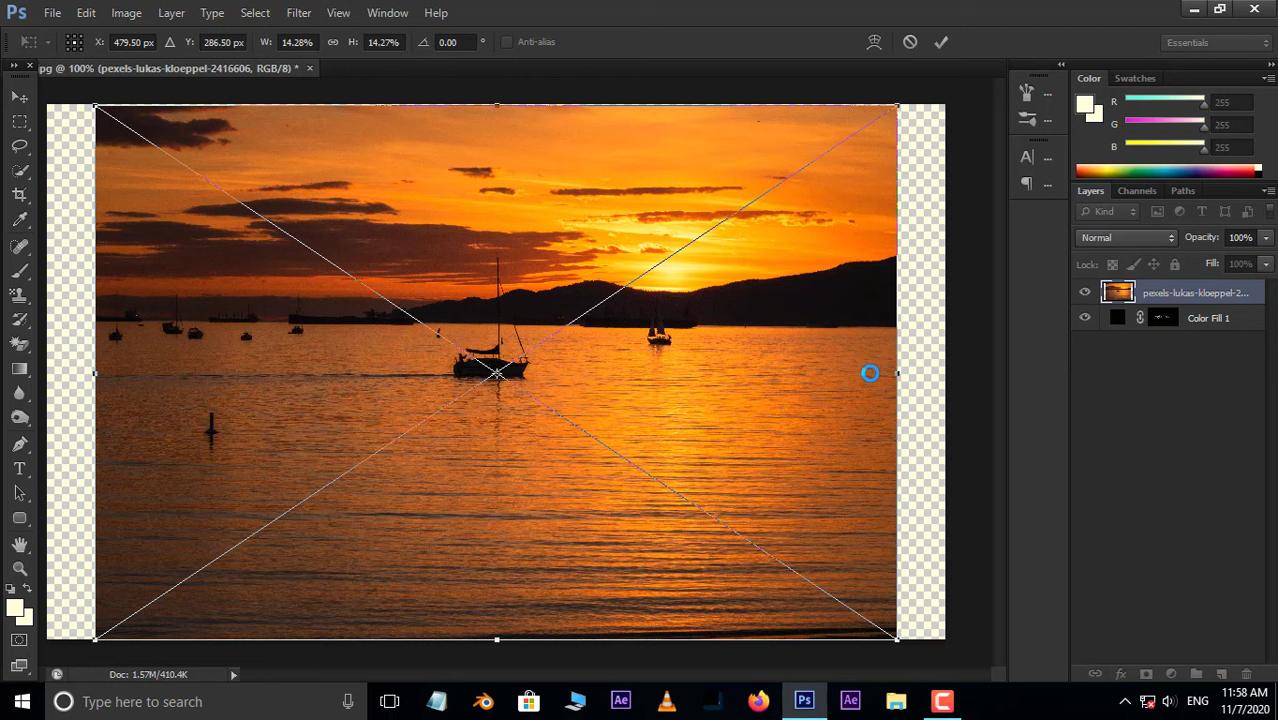 Ps File Edit Image Layer Type Select Filter View Window Help
X: 479.50 px Y: 286.50 px W: 14.28% H: 14.27% 0.00 ° Anti-alias Essentials
pg @ 100% (pexels-lukas-kloeppel-2416606, RGB/8) * ×
Color Swatches
R 255
G 255
B 255
Layers Channels Paths
Kind
Normal Opacity: 100%
Lock: Fill: 100%
pexels-lukas-kloeppel-2...
Color Fill 1
Doc: 1.57M/410.4K
Type here to search
Ae Ps Ae ENG
11:58 AM
11/7/2020